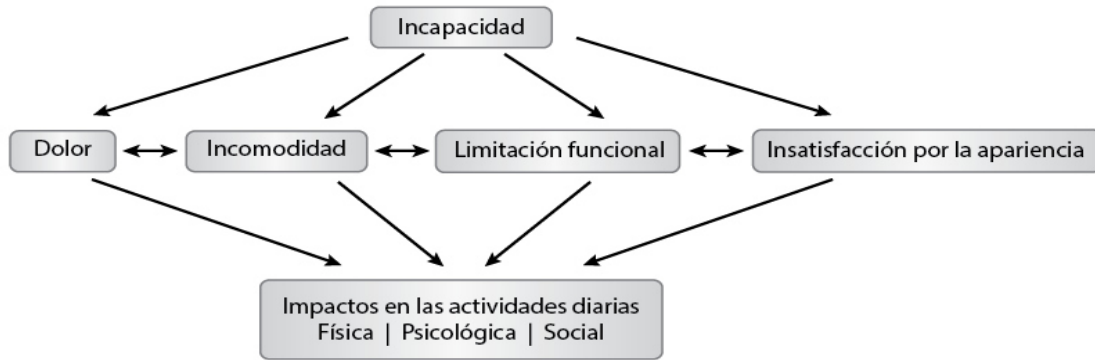 Incapacidad
Dolor
Incomodidad
Limitación funcional
Insatisfacción por la apariencia
Impactos en las actividades diarias
Física | Psicológica | Social